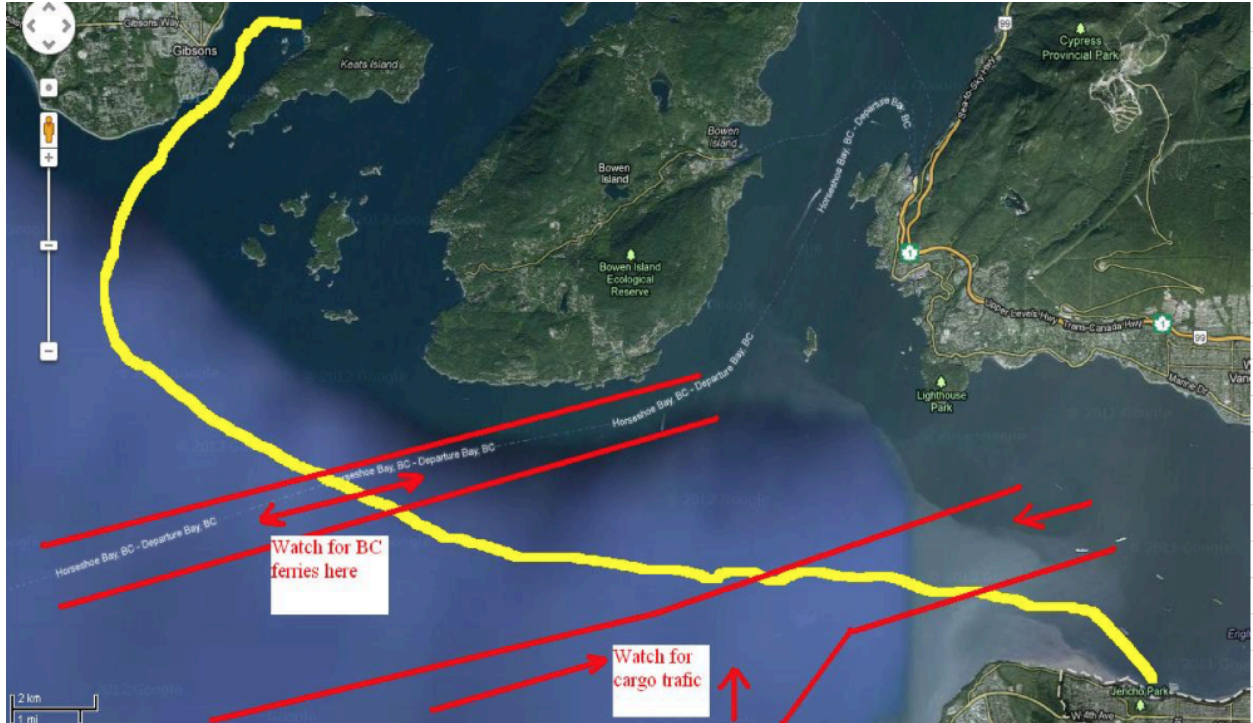 Gibsons Way
Gibsons
Keats Island
99
Cypress
Provincial Park
Sea-to-Sky Hwy
Horseshoe Bay, BC - Departure Bay, BC
Bowen
Island
Bowen
Island
Bowen Island
Ecological
Reserve
1
Upper Levels Hwy
Trans-Canada Hwy
1
99
Marine Dr
Lighthouse
Park
Horseshoe Bay, BC - Departure Bay, BC
Horseshoe Bay, BC - Departure Bay, BC
Horseshoe Bay, BC - Departure Bay, BC
Watch for BC
ferries here
Watch for
cargo trafic
Jericho Park
W 4th Ave
2 km
1 mi